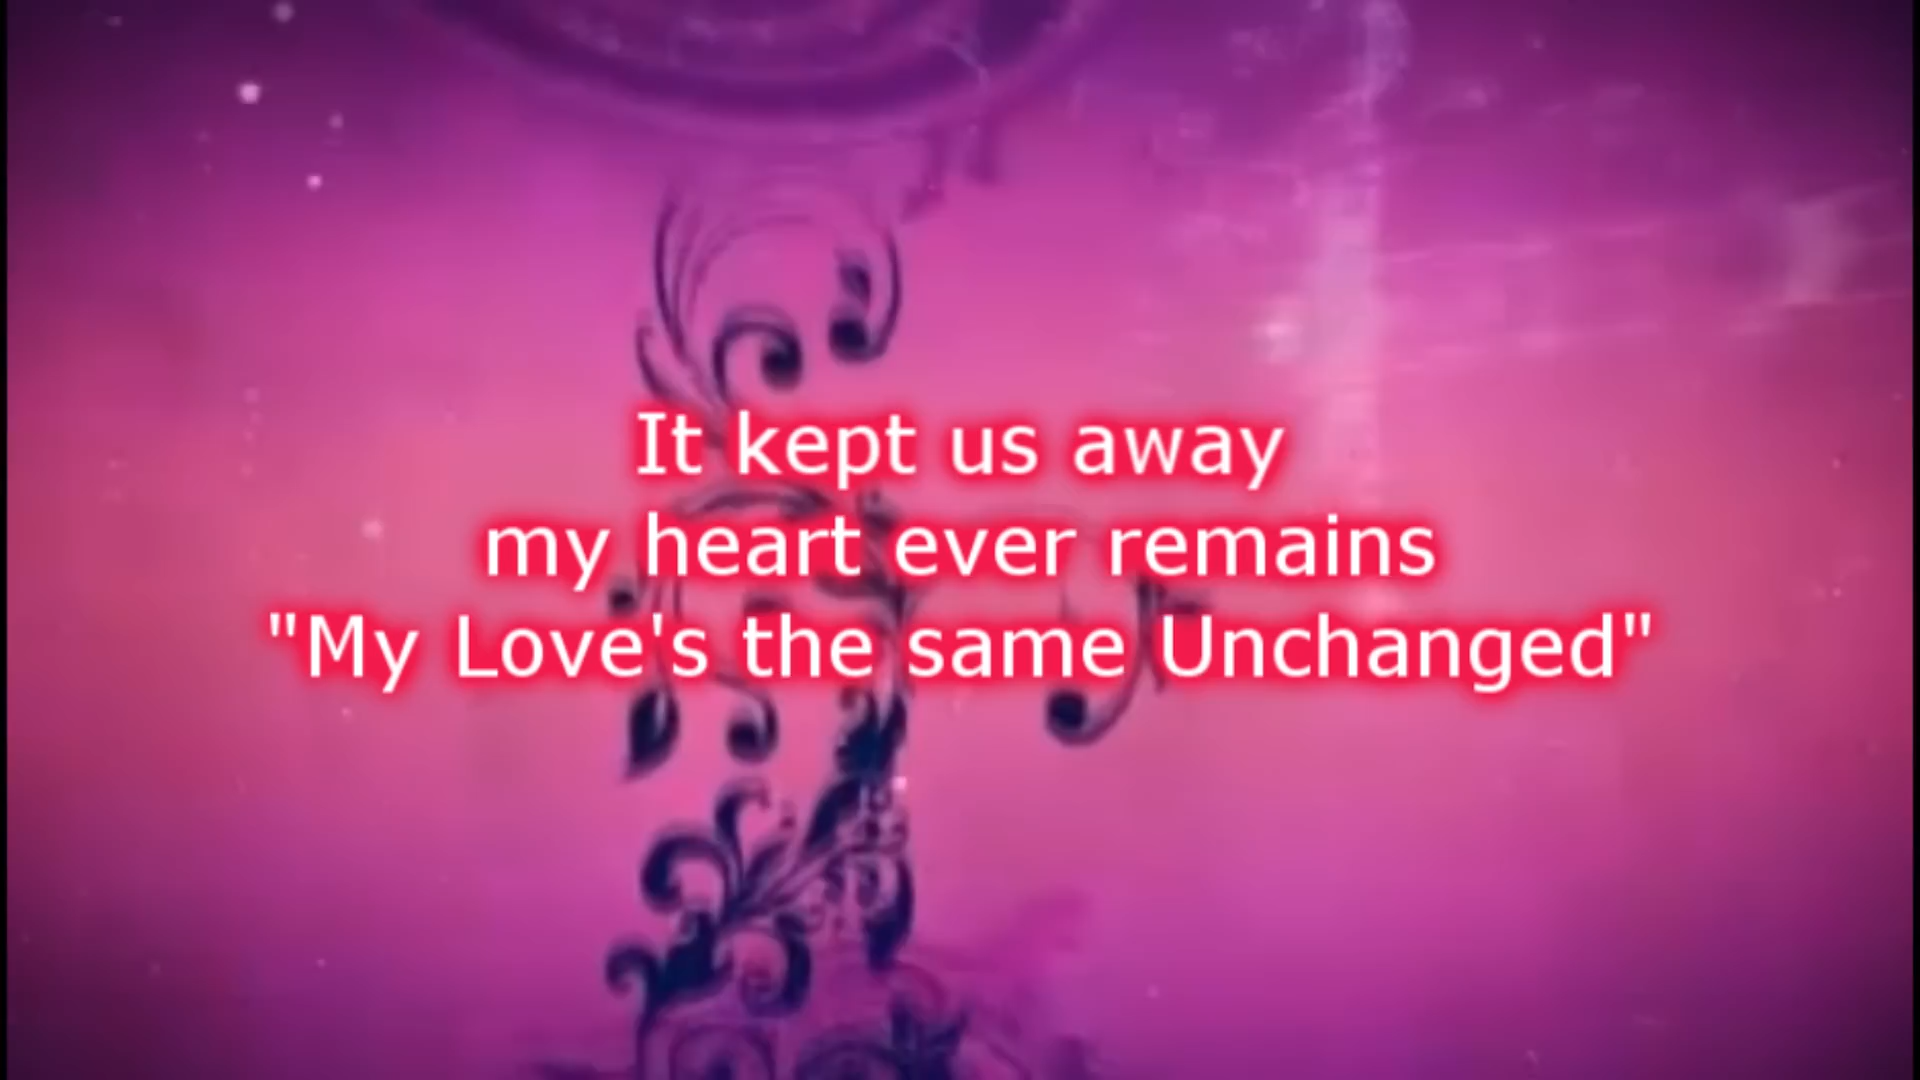 It kept us away
my heart ever remains
"My Love's the same Unchanged"